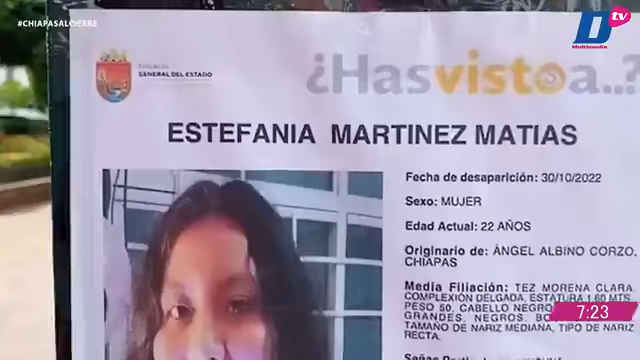 #CHIAPASALCIERRE
D tv
Multimedia
FISCALÍA
GENERAL DEL ESTADO
¿Hasvistoa..?
ESTEFANIA MARTINEZ MATIAS
Fecha de desaparición: 30/10/2022
Sexo: MUJER
Edad Actual: 22 AÑOS
Originario de: ÁNGEL ALBINO CORZO,
CHIAPAS
Media Filiación: TEZ MORENA CLARA,
COMPLEXIÓN DELGADA, ESTATURA 1.60 MTS,
PESO 50, CABELLO NEGRO
GRANDES, NEGROS,
TAMAÑO DE NARIZ MEDIANA, TIPO DE NARIZ
RECTA.
7:23